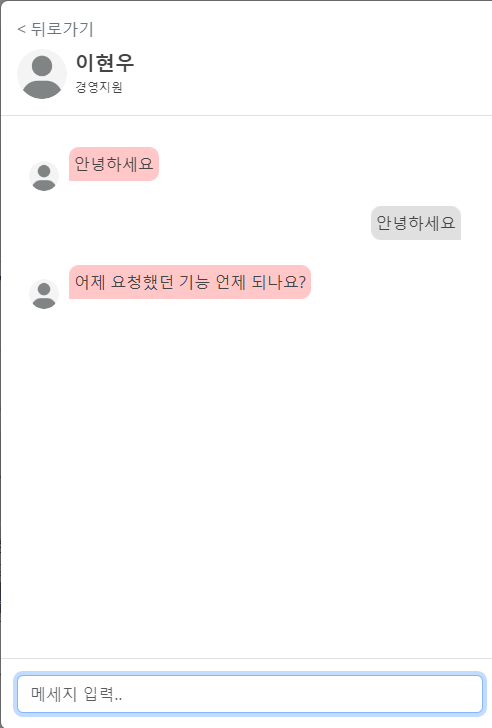 < 뒤로가기
이현우
경영지원
안녕하세요
안녕하세요
어제 요청했던 기능 언제 되나요?
메세지 입력..